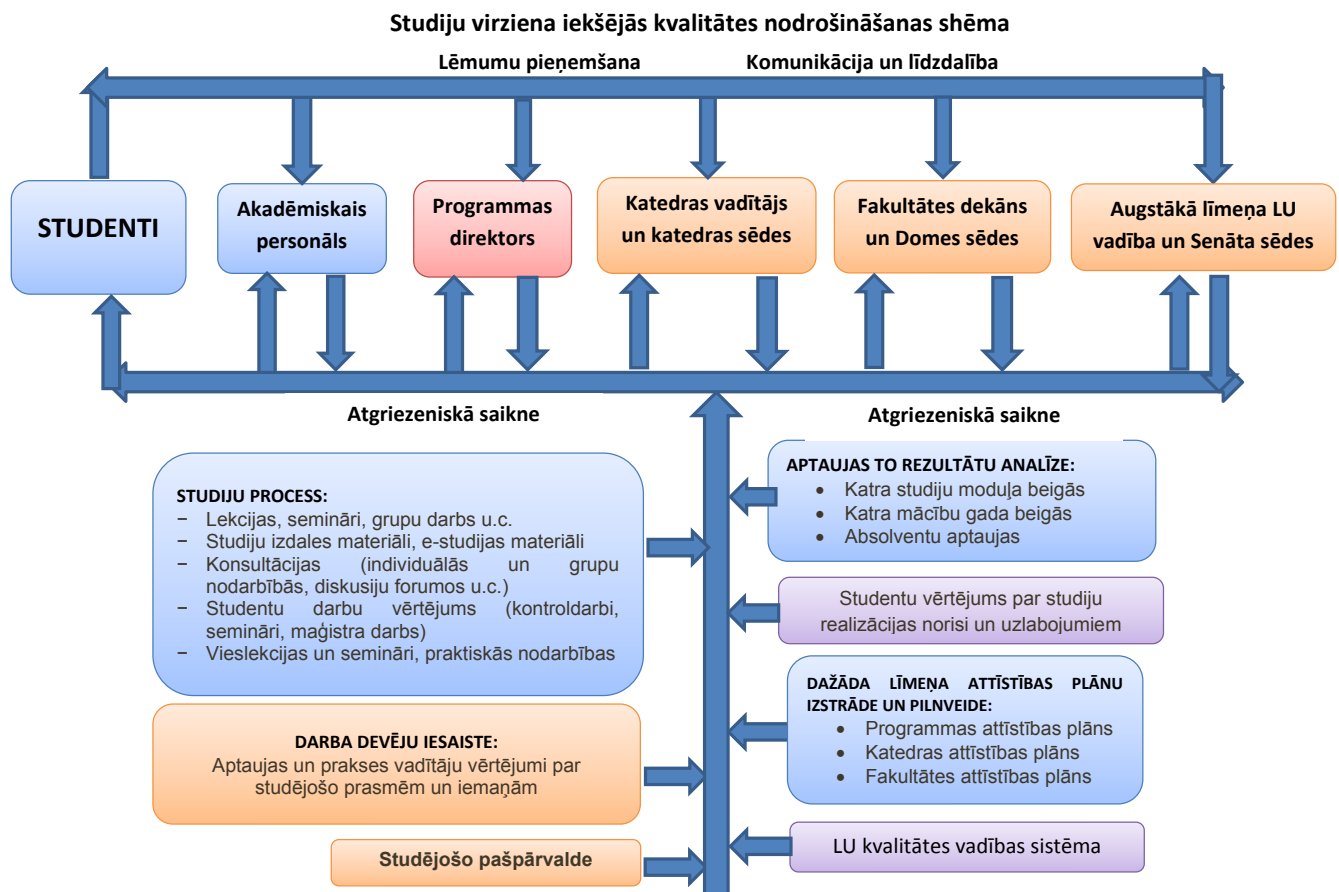 Studiju virziena iekšējās kvalitātes nodrošināšanas shēma
Lēmumu pieņemšana
Komunikācija un līdzdalība
STUDENTI
Akadēmiskais
personāls
Programmas
direktors
Katedras vadītājs
un katedras sēdes
Fakultātes dekāns
un Domes sēdes
Augstākā līmeņa LU
vadība un Senāta sēdes
Atgriezeniskā saikne
Atgriezeniskā saikne
STUDIJU PROCESS:
− Lekcijas, semināri, grupu darbs u.c.
− Studiju izdales materiāli, e-studijas materiāli
− Konsultācijas (individuālās un grupu
nodarbībās, diskusiju forumos u.c.)
− Studentu darbu vērtējums (kontroldarbi,
semināri, maģistra darbs)
− Vieslekcijas un semināri, praktiskās nodarbības
DARBA DEVĒJU IESAISTE:
Aptaujas un prakses vadītāju vērtējumi par
studējošo prasmēm un iemaņām
Studējošo pašpārvalde
APTAUJAS TO REZULTĀTU ANALĪZE:
• Katra studiju moduļa beigās
• Katra mācību gada beigās
• Absolventu aptaujas
Studentu vērtējums par studiju
realizācijas norisi un uzlabojumiem
DAŽĀDA LĪMEŅA ATTĪSTĪBAS PLĀNU
IZSTRĀDE UN PILNVEIDE:
• Programmas attīstības plāns
• Katedras attīstības plāns
• Fakultātes attīstības plāns
LU kvalitātes vadības sistēma